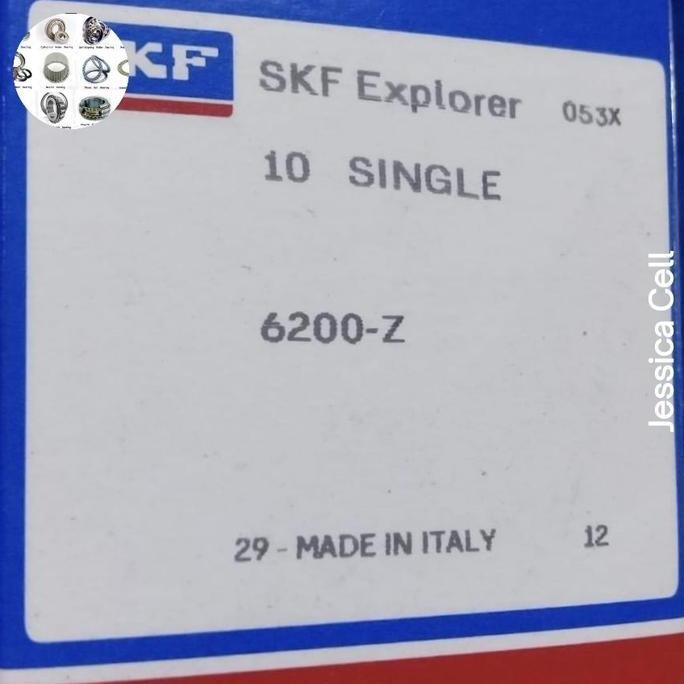 SKF
SKF Explorer 053X
10 SINGLE
6200-Z
Jessica Cell
29 - MADE IN ITALY 12